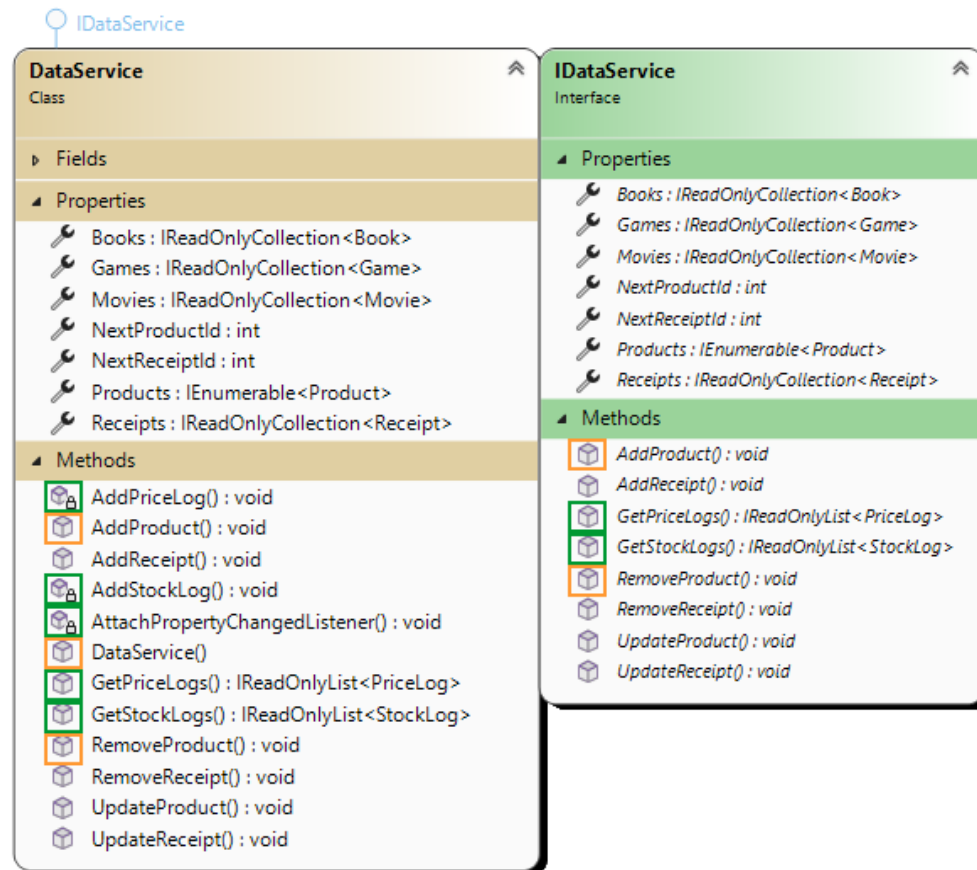 IDataService
DataService
Class
Fields
Properties
Books : IReadOnlyCollection<Book>
Games : IReadOnlyCollection<Game>
Movies : IReadOnlyCollection<Movie>
NextProductId : int
NextReceiptId : int
Products : IEnumerable<Product>
Receipts : IReadOnlyCollection<Receipt>
Methods
AddPriceLog() : void
AddProduct() : void
AddReceipt() : void
AddStockLog() : void
AttachPropertyChangedListener() : void
DataService()
GetPriceLogs() : IReadOnlyList<PriceLog>
GetStockLogs() : IReadOnlyList<StockLog>
RemoveProduct() : void
RemoveReceipt() : void
UpdateProduct() : void
UpdateReceipt() : void
IDataService
Interface
Properties
Books : IReadOnlyCollection<Book>
Games : IReadOnlyCollection<Game>
Movies : IReadOnlyCollection<Movie>
NextProductId : int
NextReceiptId : int
Products : IEnumerable<Product>
Receipts : IReadOnlyCollection<Receipt>
Methods
AddProduct() : void
AddReceipt() : void
GetPriceLogs() : IReadOnlyList<PriceLog>
GetStockLogs() : IReadOnlyList<StockLog>
RemoveProduct() : void
RemoveReceipt() : void
UpdateProduct() : void
UpdateReceipt() : void